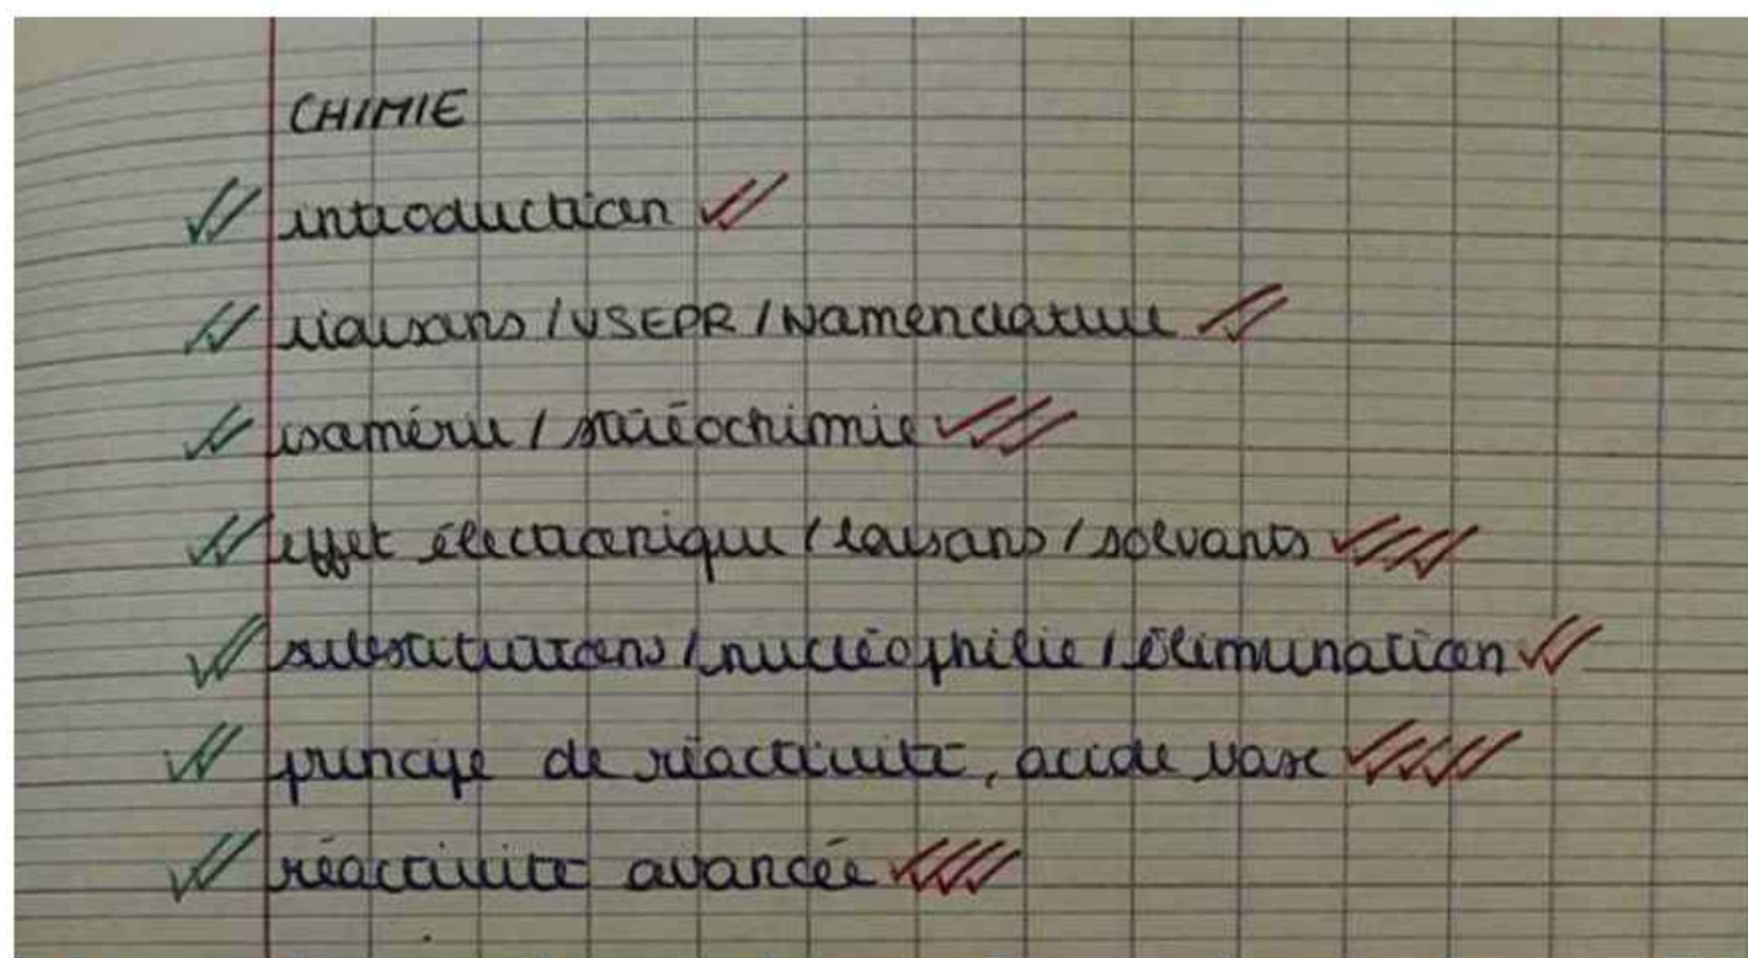 CHIMIE
introduction
liaisons / VSEPR / Nomenclature
isomérie / stéréochimie
effet électronique / laisons / solvants
substitutions / nucléophilie / élimination
principe de réactivité, acide base
réactivité avancée